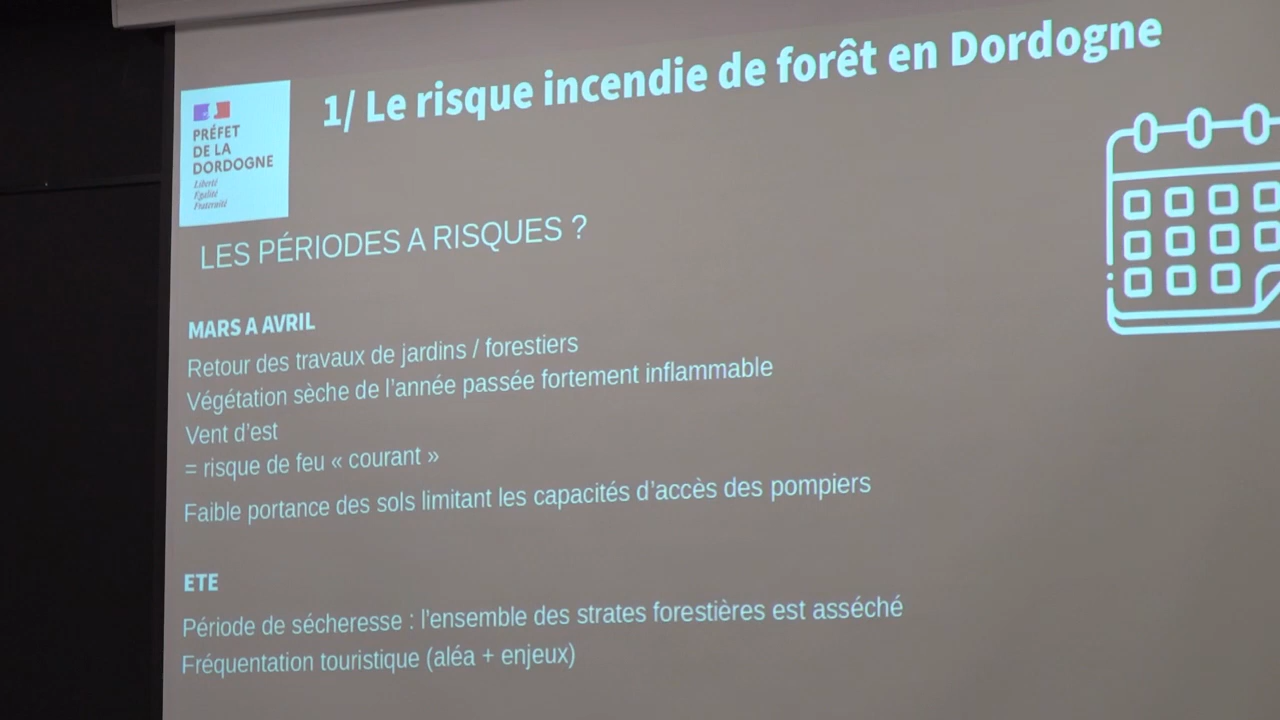 1/ Le risque incendie de forêt en Dordogne
PRÉFET
DE LA
DORDOGNE
Liberté
Égalité
Fraternité
LES PÉRIODES A RISQUES ?
MARS A AVRIL
Retour des travaux de jardins / forestiers
Végétation sèche de l'année passée fortement inflammable
Vent d'est
= risque de feu « courant »
Faible portance des sols limitant les capacités d'accès des pompiers
ETE
Période de sécheresse : l'ensemble des strates forestières est asséché
Fréquentation touristique (aléa + enjeux)